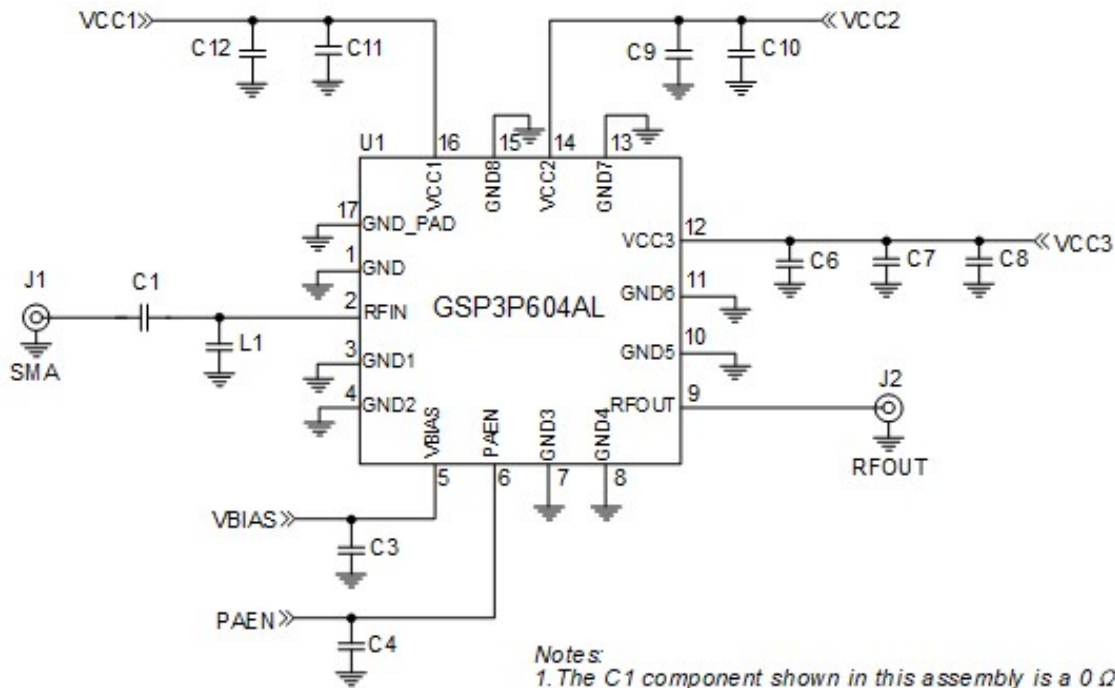 VCC1
C12
C11
C9
C10
VCC2
U1
16
15
14
13
VCC1
GND8
VCC2
GND7
17
GND_PAD
VCC3
12
C6
C7
C8
VCC3
1
GND
J1
C1
2
RFIN
GSP3P604AL
GND6
11
L1
SMA
3
GND1
GND5
10
4
GND2
RFOUT
9
J2
RFOUT
VBIAS
PAEN
GND3
GND4
5
6
7
8
VBIAS
C3
PAEN
C4
Notes:
1.The C1 component shown in this assembly is a 0 Ω